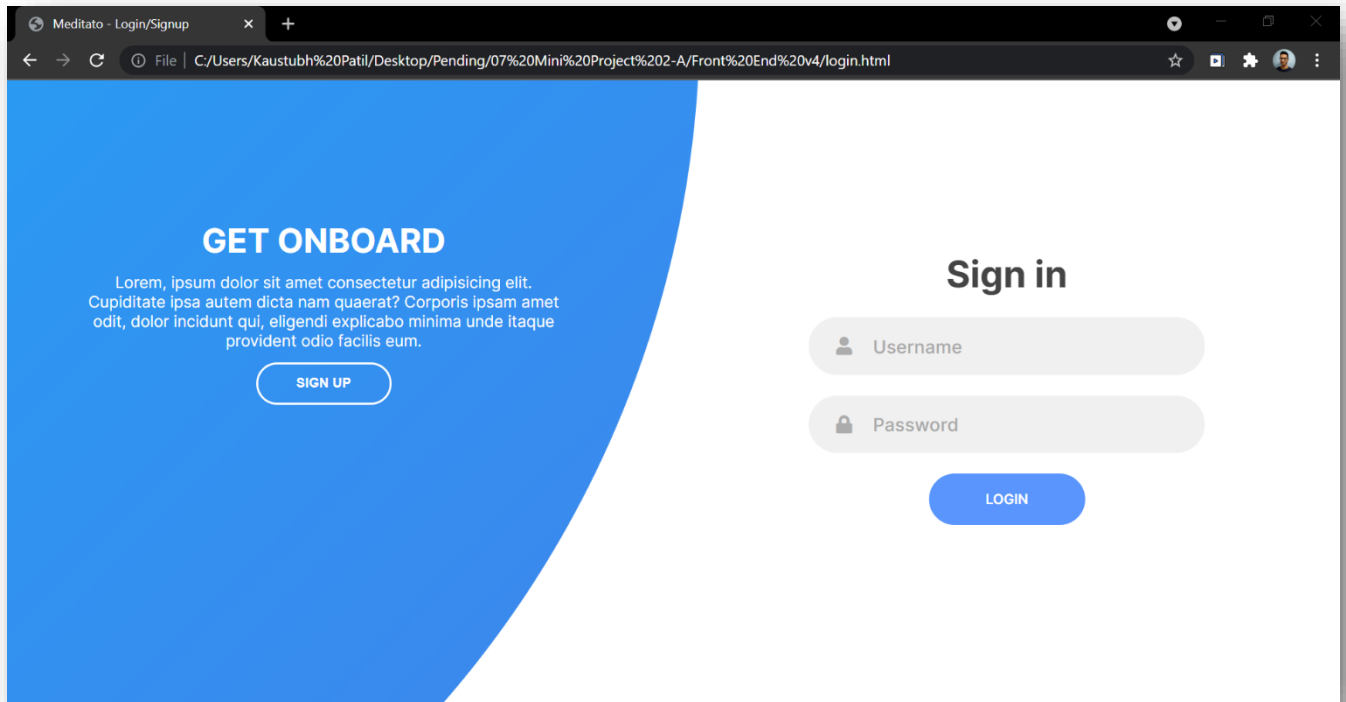 Meditato - Login/Signup
File | C:/Users/Kaustubh%20Patil/Desktop/Pending/07%20Mini%20Project%202-A/Front%20End%20v4/login.html
GET ONBOARD
Lorem, ipsum dolor sit amet consectetur adipisicing elit.
Cupiditate ipsa autem dicta nam quaerat? Corporis ipsam amet
odit, dolor incidunt qui, eligendi explicabo minima unde itaque
provident odio facilis eum.
SIGN UP
Sign in
Username
Password
LOGIN